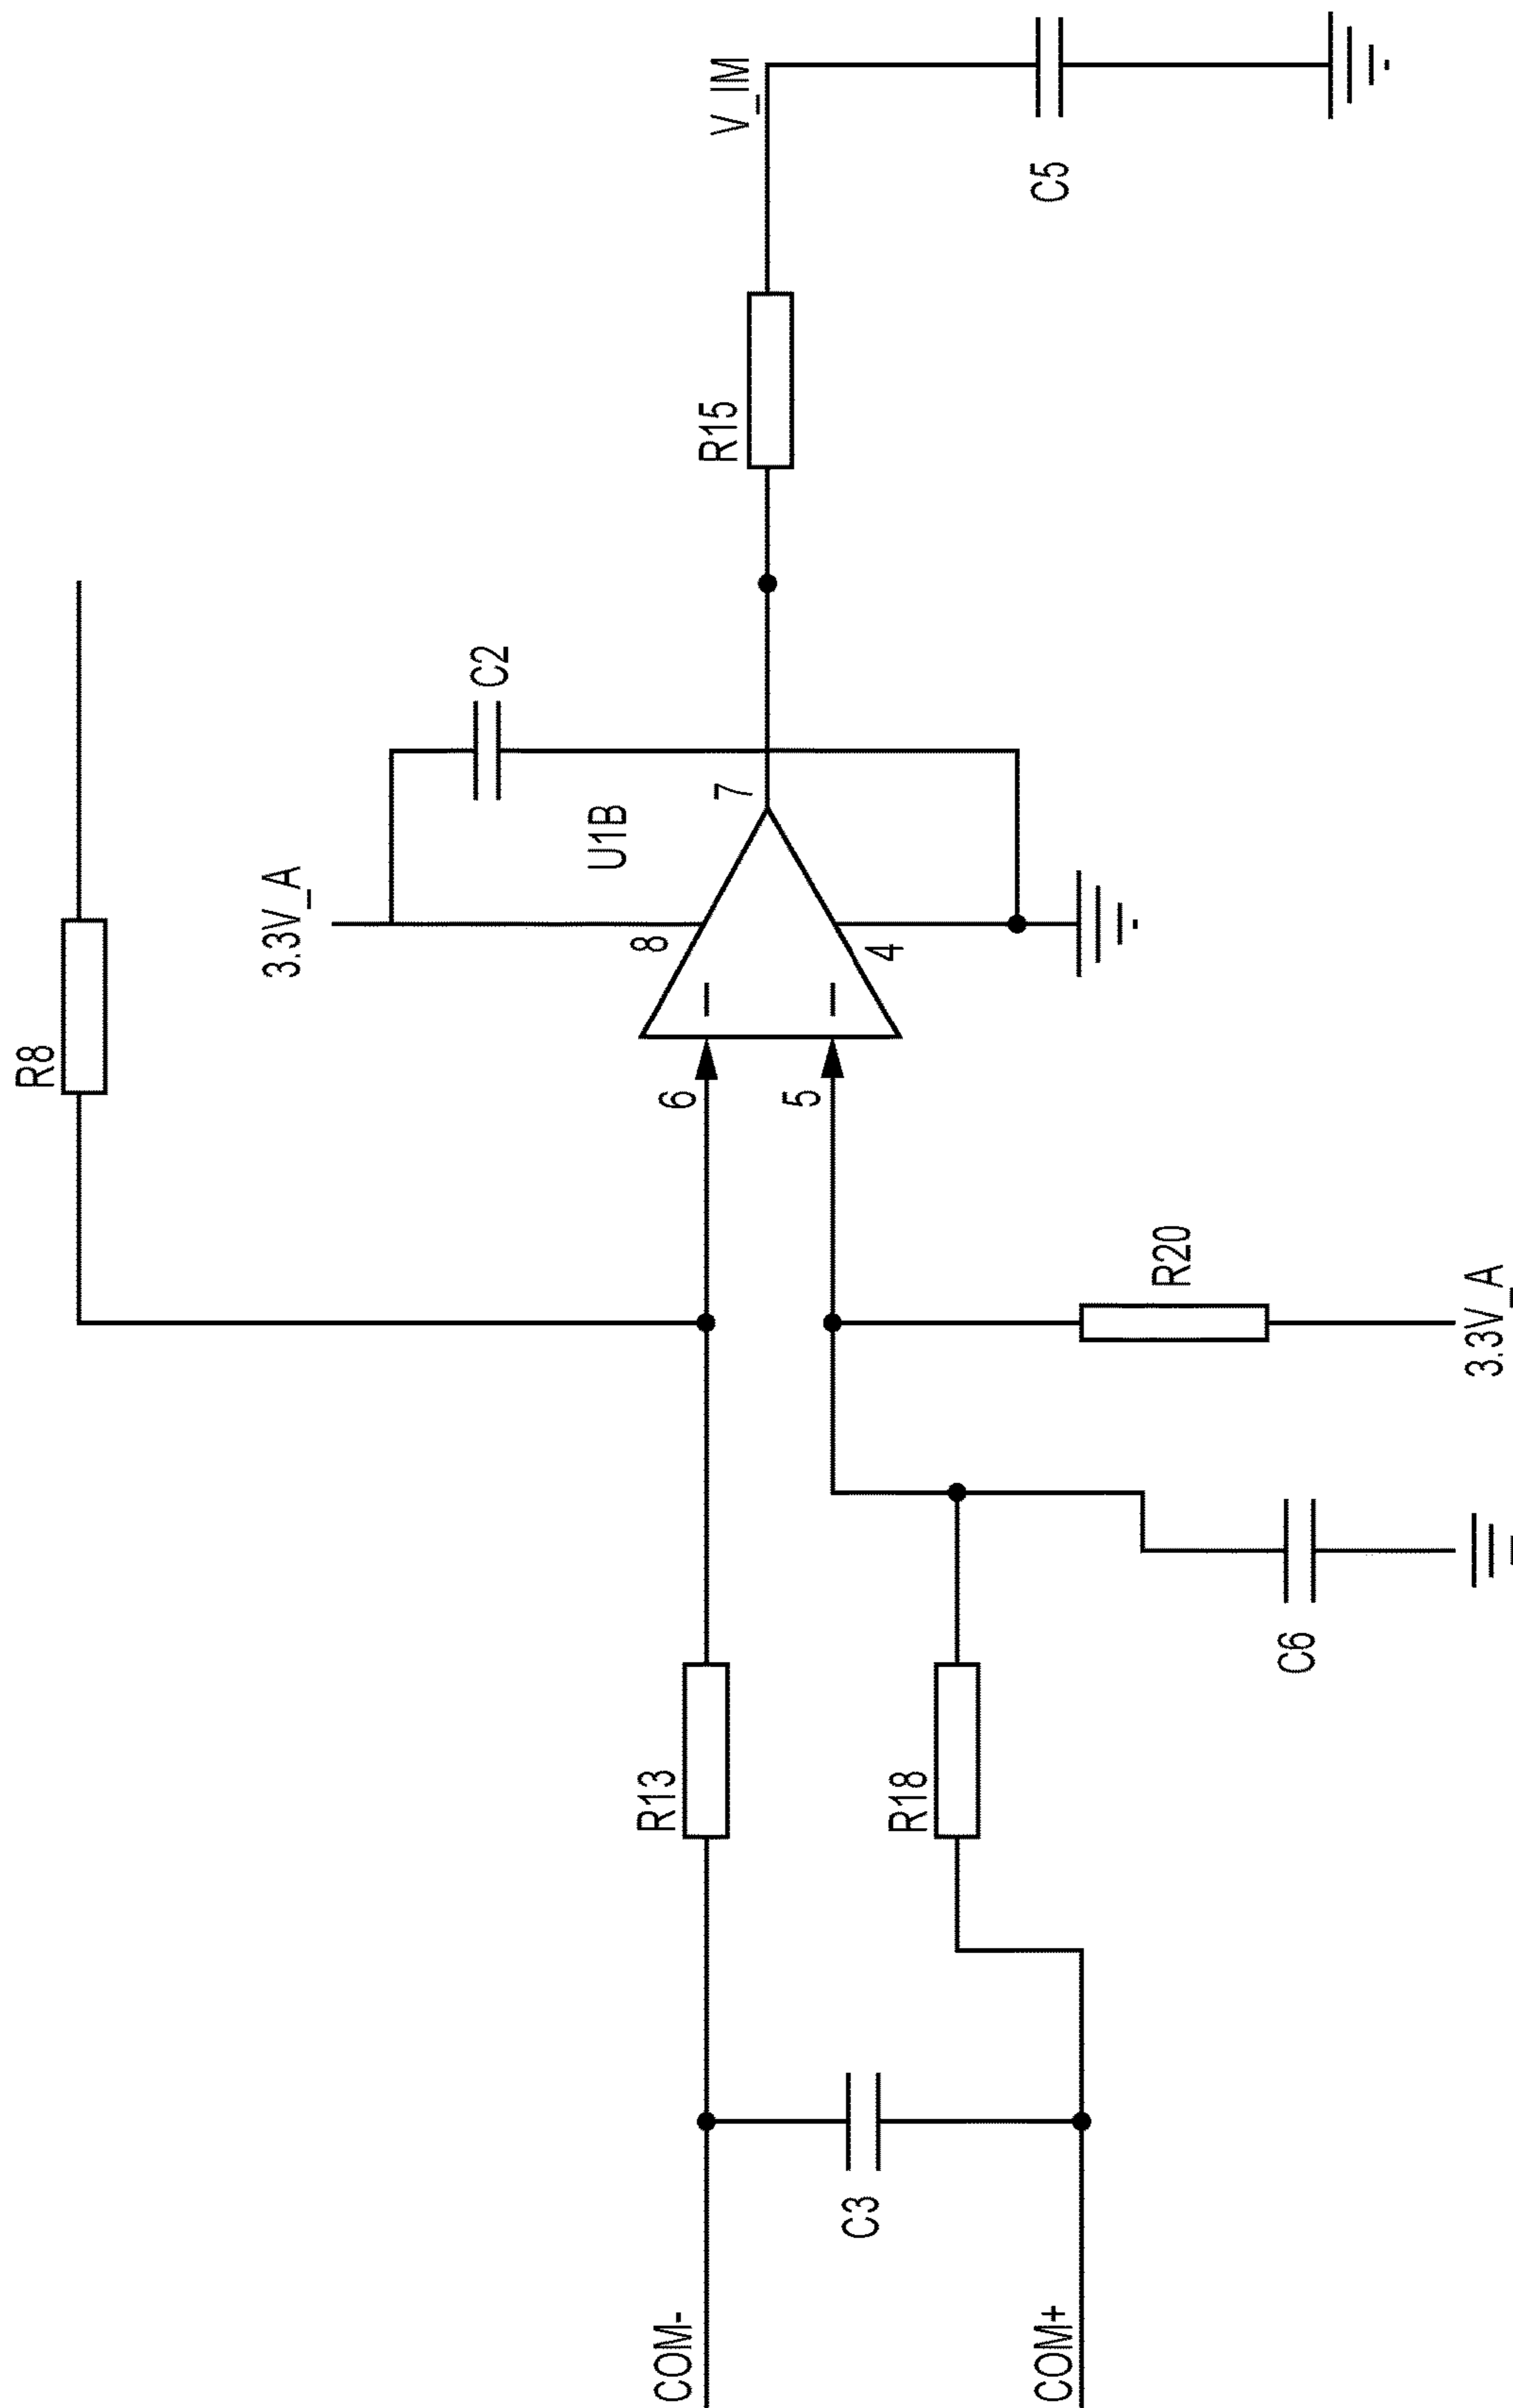 R8
3.3V_A
C2
U1B
8
7
6
5
4
R15
V_IM
C5
R13
R18
R20
3.3V_A
C6
C3
COM-
COM+